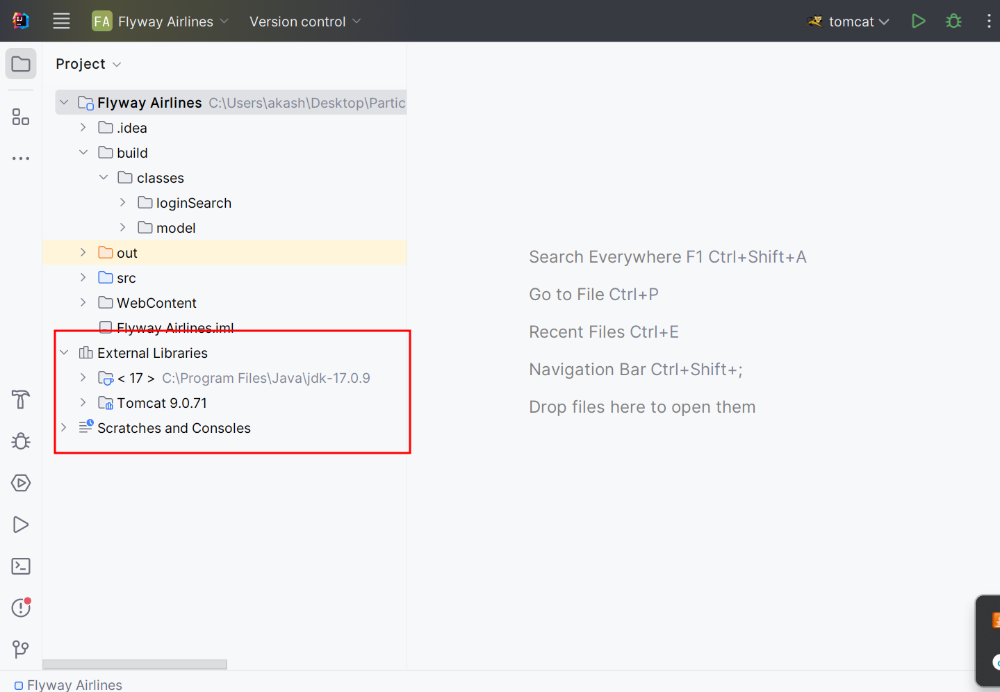 FA Flyway Airlines Version control tomcat
Project
Flyway Airlines C:\Users\akash\Desktop\Partic
.idea
build
classes
loginSearch
model
out
src
WebContent
Flyway Airlines.iml
External Libraries
< 17 > C:\Program Files\Java\jdk-17.0.9
Tomcat 9.0.71
Scratches and Consoles
Search Everywhere F1 Ctrl+Shift+A
Go to File Ctrl+P
Recent Files Ctrl+E
Navigation Bar Ctrl+Shift+;
Drop files here to open them
Flyway Airlines